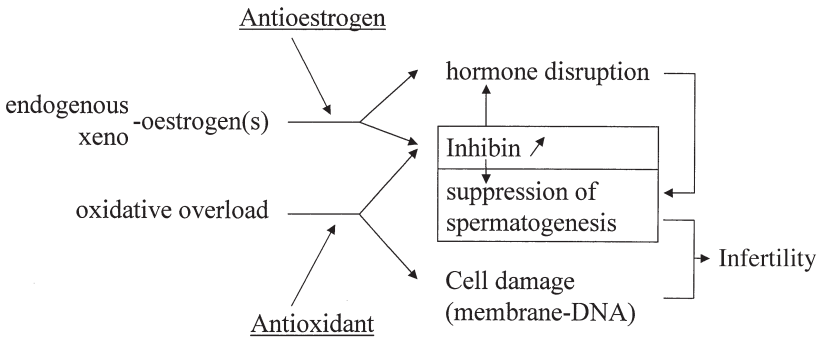 Antioestrogen
hormone disruption
endogenous
xeno
-oestrogen(s)
Inhibin
oxidative overload
suppression of
spermatogenesis
Infertility
Cell damage
(membrane-DNA)
Antioxidant